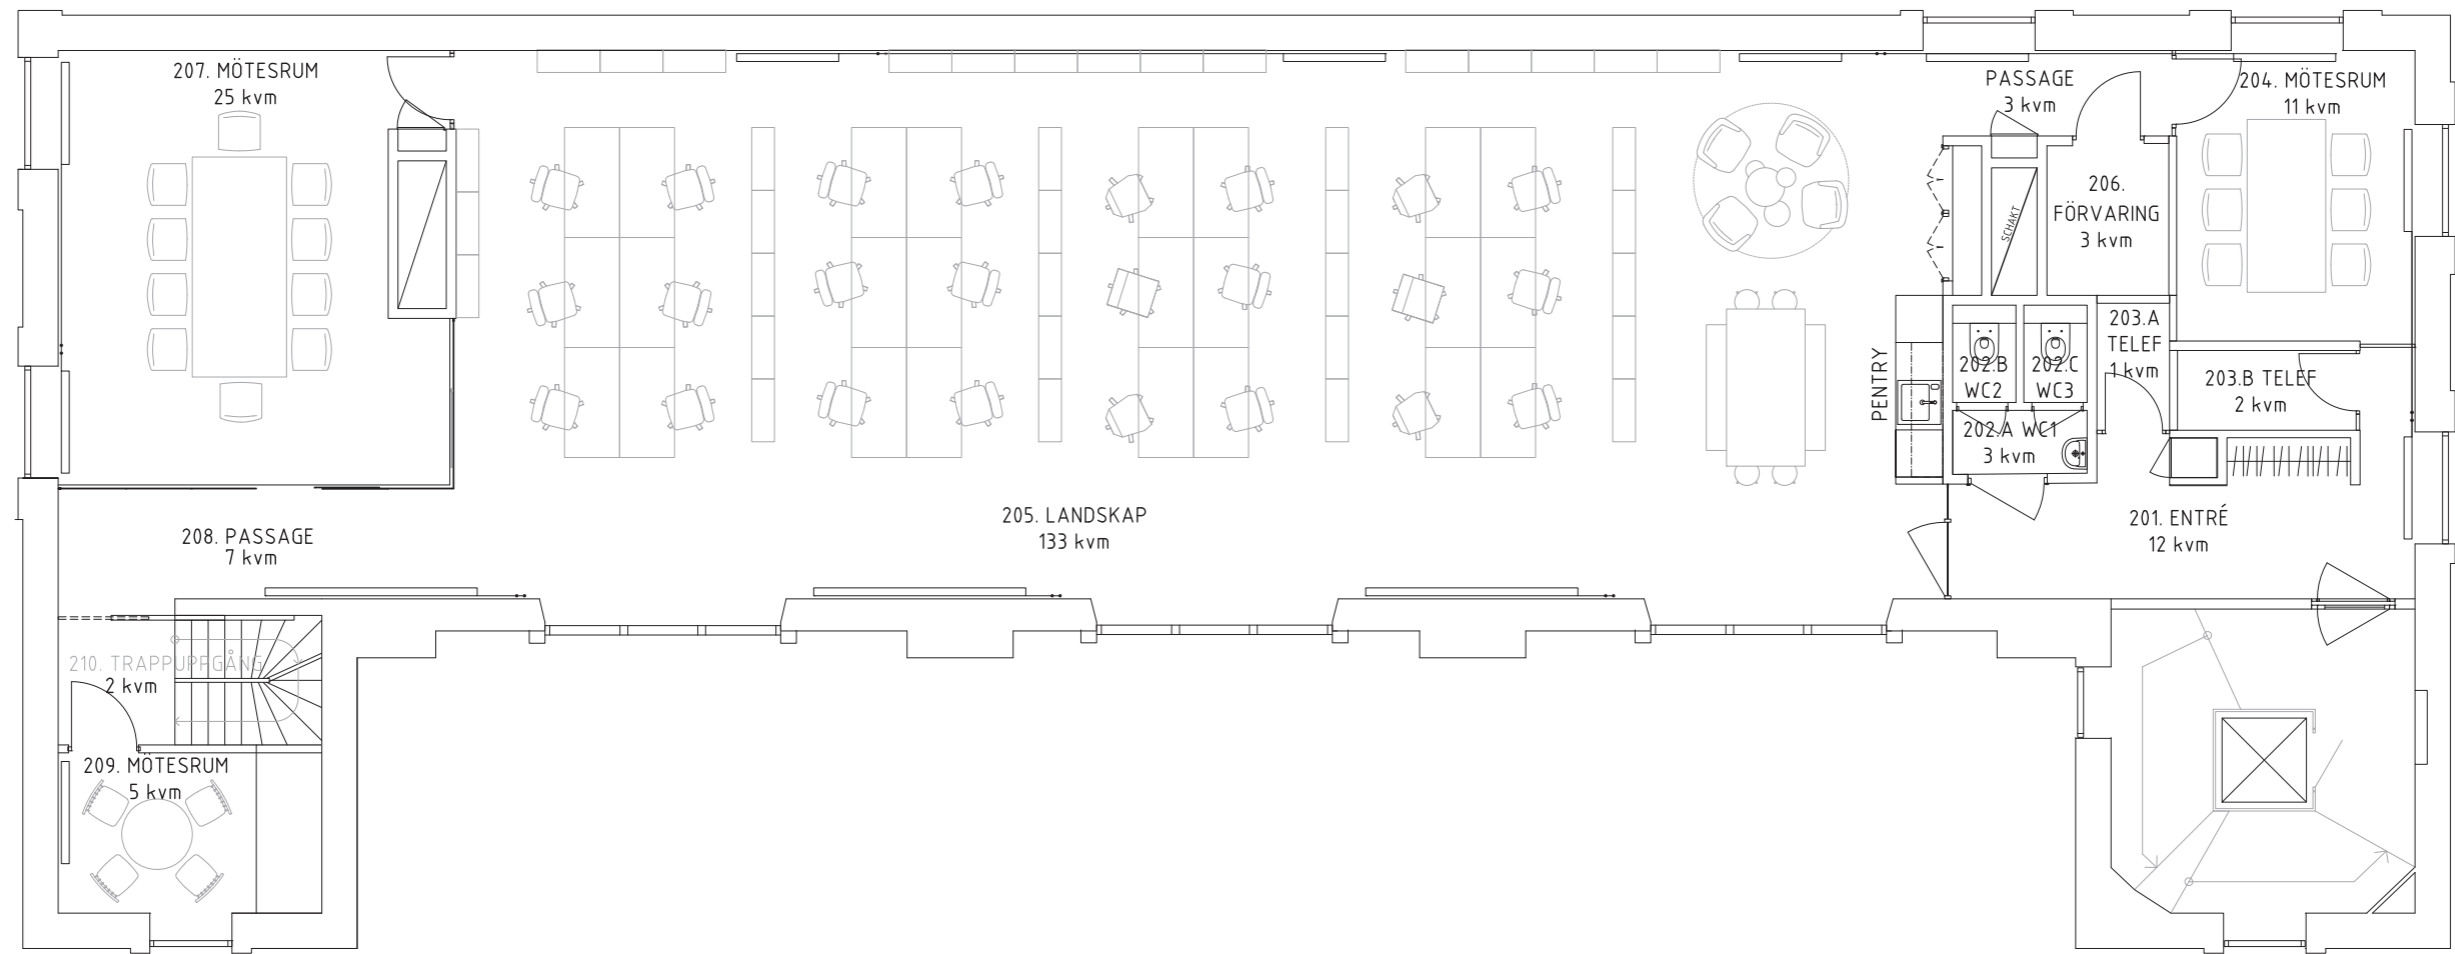 207. MÖTESRUM
25 kvm
PASSAGE
3 kvm
204. MÖTESRUM
11 kvm
206.
FÖRVARING
3 kvm
SCHAKT
203.A
TELEF
1 kvm
202.B
WC2
202.C
WC3
203.B TELEF
2 kvm
PENTRY
202.A WC1
3 kvm
205. LANDSKAP
133 kvm
201. ENTRÉ
12 kvm
208. PASSAGE
7 kvm
210. TRAPPUPPGÅNG
2 kvm
209. MÖTESRUM
5 kvm